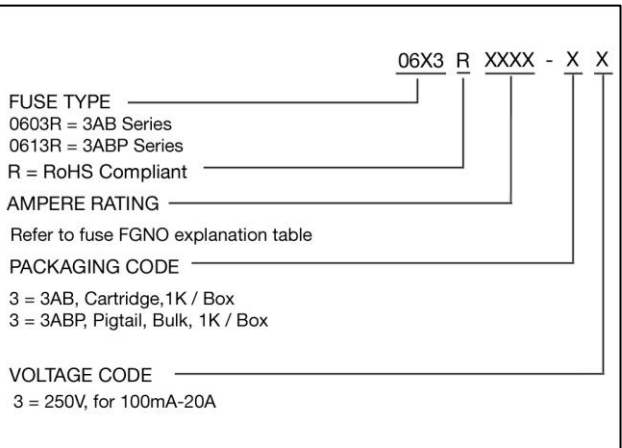 06X3 R XXXX - X X
FUSE TYPE
0603R = 3AB Series
0613R = 3ABP Series
R = RoHS Compliant
AMPERE RATING
Refer to fuse FGNO explanation table
PACKAGING CODE
3 = 3AB, Cartridge,1K / Box
3 = 3ABP, Pigtail, Bulk, 1K / Box
VOLTAGE CODE
3 = 250V, for 100mA-20A